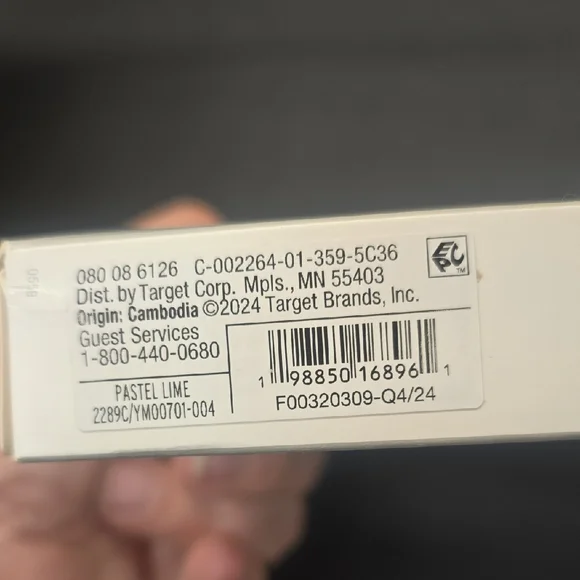 080 08 6126 C-002264-01-359-5C36
Dist. by Target Corp. Mpls., MN 55403
Origin: Cambodia ©2024 Target Brands, Inc.
Guest Services
1-800-440-0680
PASTEL LIME
2289C/YM00701-004
1 98850 16896 1
F00320309-Q4/24
EPC™